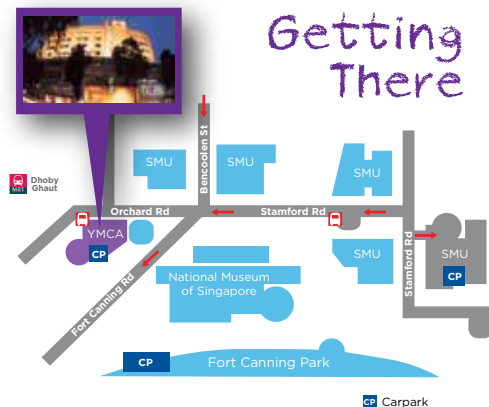 Getting
There
Bencoolen St
SMU
SMU
SMU
MRT
Dhoby
Ghaut
Orchard Rd
Stamford Rd
YMCA
CP
Fort Canning Rd
National Museum
of Singapore
SMU
Stamford Rd
SMU
CP
CP
Fort Canning Park
CP Carpark